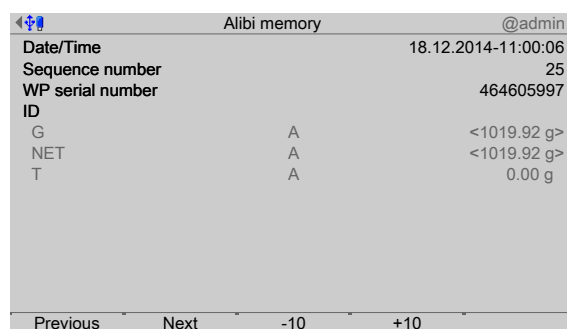 Alibi memory @admin
Date/Time 18.12.2014-11:00:06
Sequence number 25
WP serial number 464605997
ID
G A <1019.92 g>
NET A <1019.92 g>
T A 0.00 g
Previous Next -10 +10